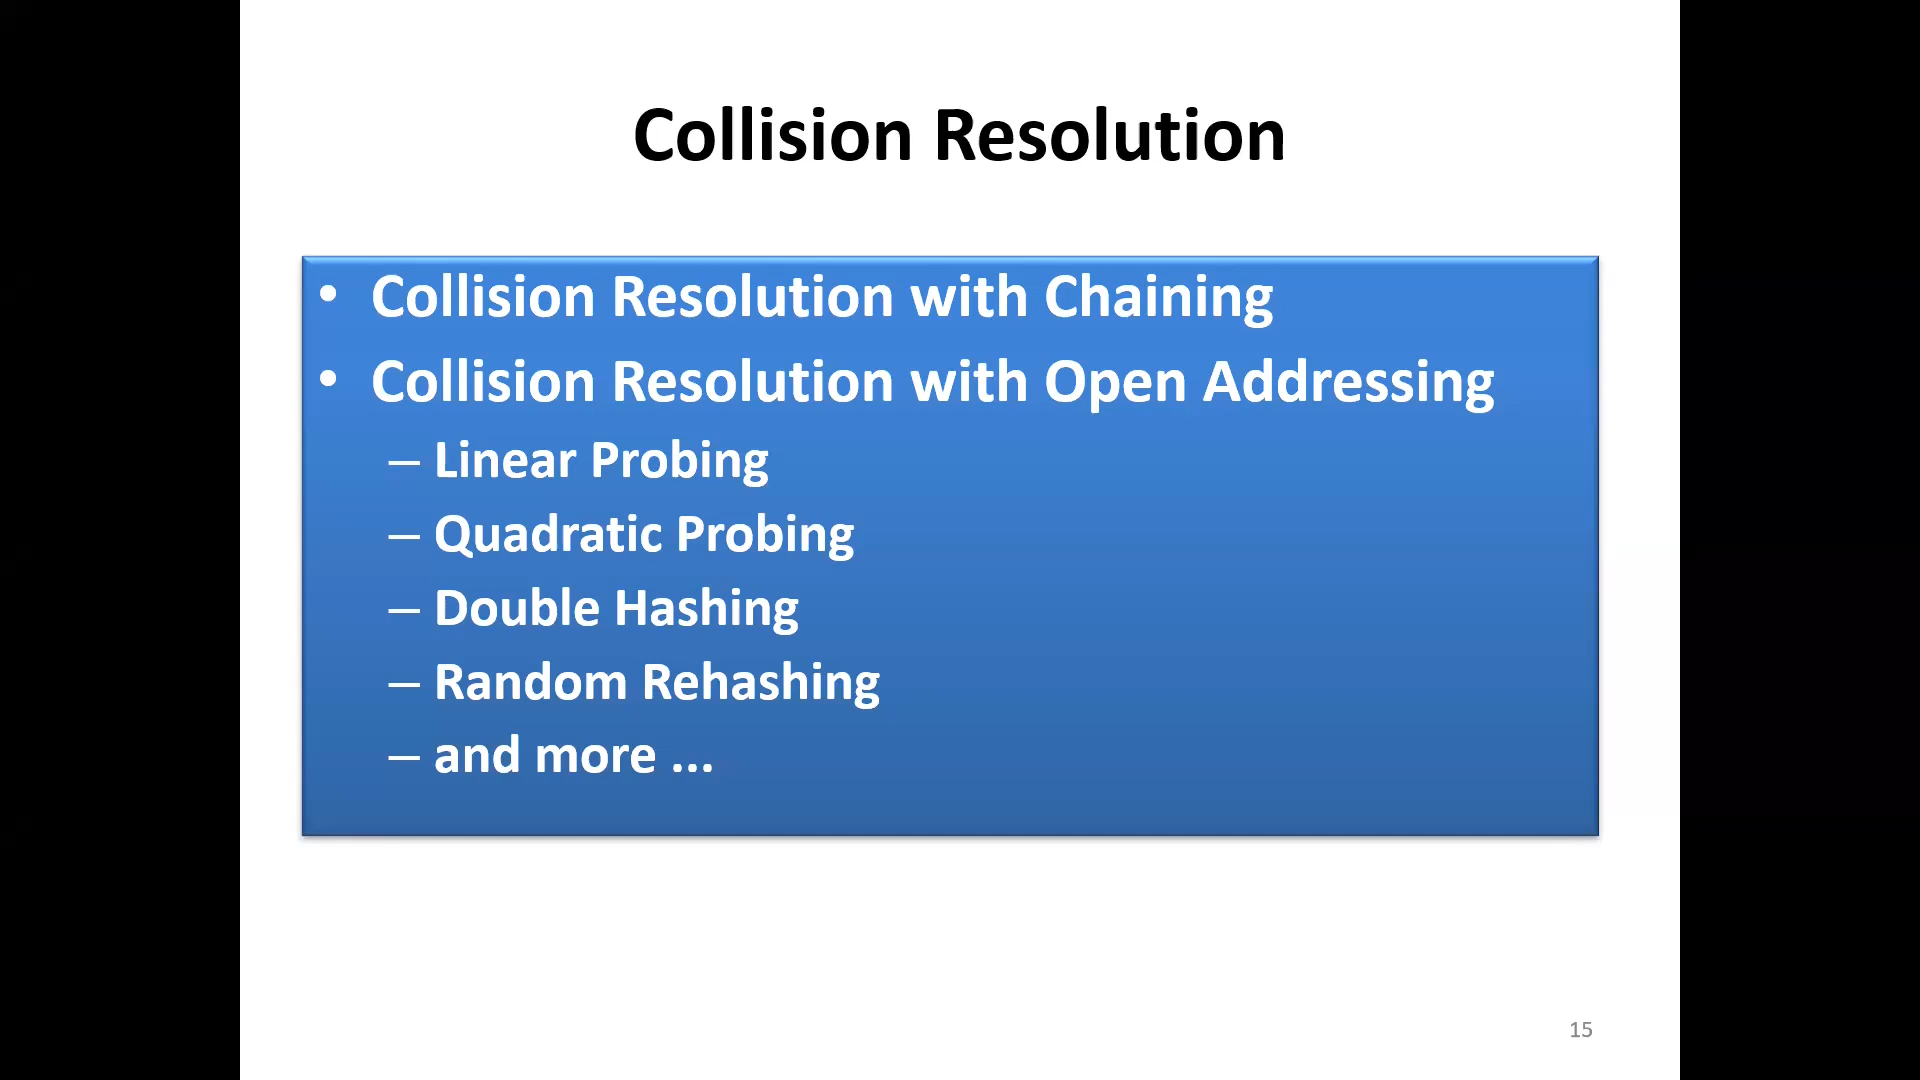 Collision Resolution
• Collision Resolution with Chaining
• Collision Resolution with Open Addressing
– Linear Probing
– Quadratic Probing
– Double Hashing
– Random Rehashing
– and more ...
15